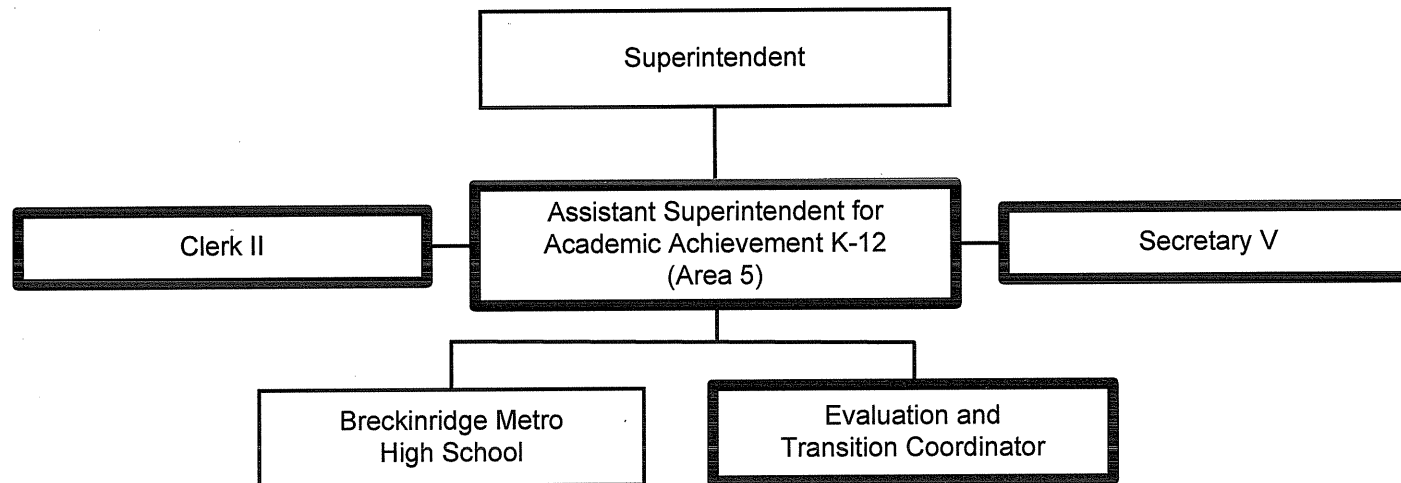 Superintendent
Clerk II
Assistant Superintendent for
Academic Achievement K-12
(Area 5)
Secretary V
Breckinridge Metro
High School
Evaluation and
Transition Coordinator